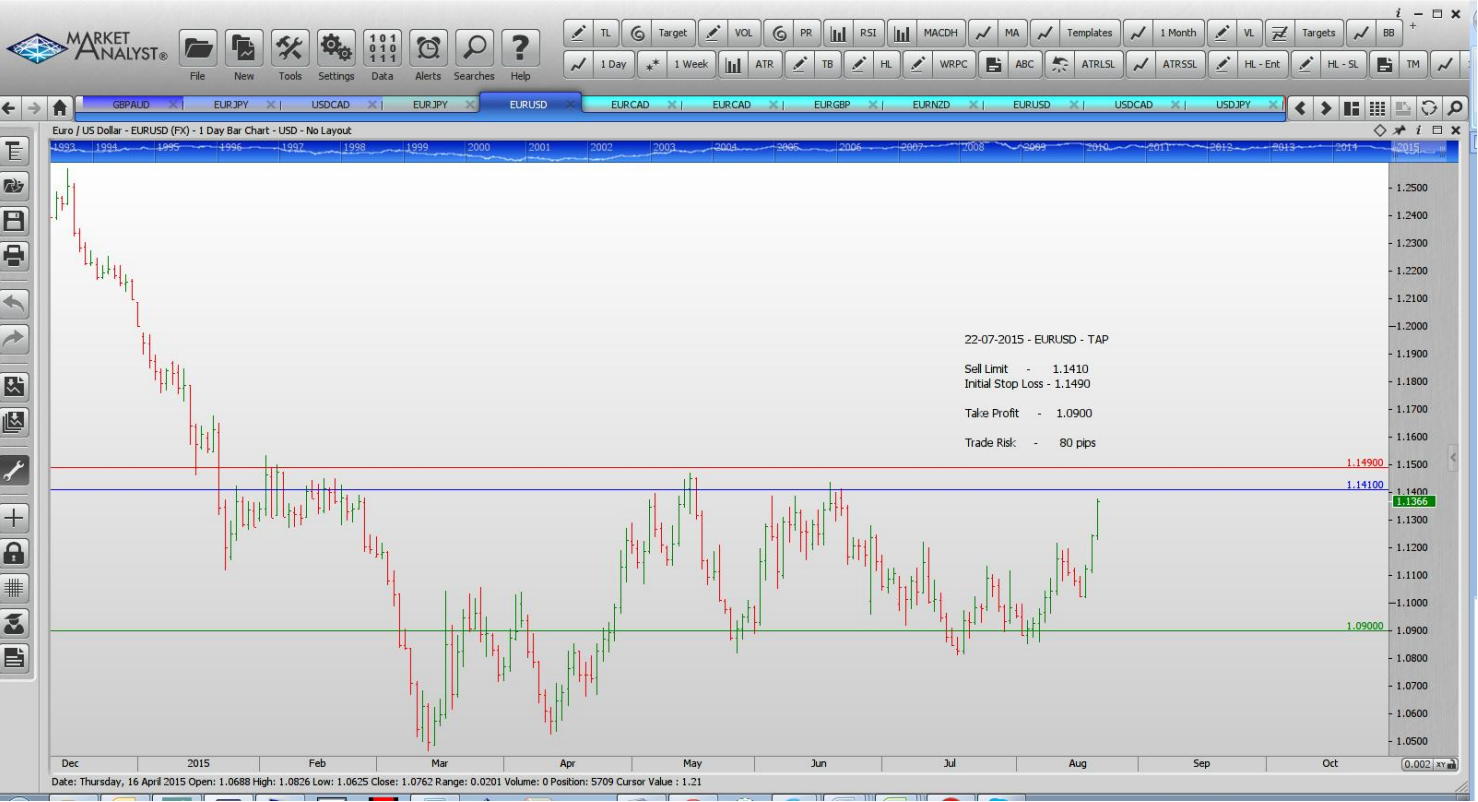 MARKET
ANALYST®
File New Tools Settings Data Alerts Searches Help
101
010
111
TL Target VOL PR RSI MACDH MA Templates 1 Month VL Targets BB
1 Day 1 Week ATR TB HL WRPC ABC ATRLSL ATRSSL HL - Ent HL - SL TM
GBPAUD EURJPY USDCAD EURJPY EURUSD EURCAD EURCAD EURGBP EURNZD EURUSD USDCAD USDJPY
Euro / US Dollar - EURUSD (FX) - 1 Day Bar Chart - USD - No Layout
1993 1994 1995 1996 1997 1998 1999 2000 2001 2002 2003 2004 2005 2006 2007 2008 2009 2010 2011 2012 2013 2014 2015
1.2500
1.2400
1.2300
1.2200
1.2100
1.2000
22-07-2015 - EURUSD - TAP
1.1900
Sell Limit - 1.1410
Initial Stop Loss - 1.1490
1.1800
Take Profit - 1.0900
1.1700
Trade Risk - 80 pips
1.1600
1.14900
1.1500
1.14100
1.1400
1.1366
1.1300
1.1200
1.1100
1.1000
1.09000
1.0900
1.0800
1.0700
1.0600
1.0500
Dec 2015 Feb Mar Apr May Jun Jul Aug Sep Oct
0.002 XY
Date: Thursday, 16 April 2015 Open: 1.0688 High: 1.0826 Low: 1.0625 Close: 1.0762 Range: 0.0201 Volume: 0 Position: 5709 Cursor Value : 1.21